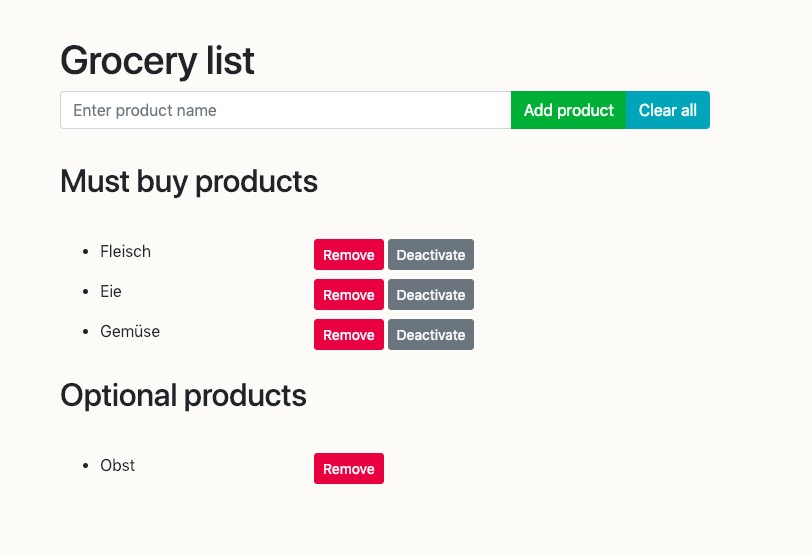 Grocery list
Enter product name Add product Clear all
Must buy products
Fleisch Remove Deactivate
Eie Remove Deactivate
Gemüse Remove Deactivate
Optional products
Obst Remove